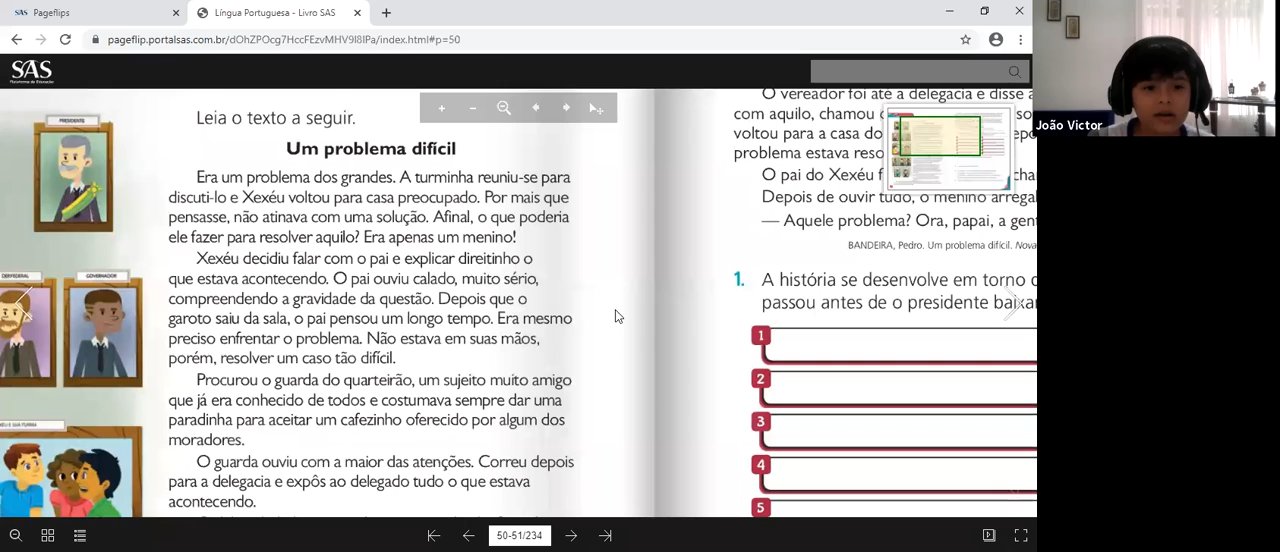 Pageflips
Língua Portuguesa - Livro SAS
pageflip.portalsas.com.br/dOhZPOcg7HccFEzvMHV9I8IPa/index.html#p=50
SAS
Plataforma de Educação
João Victor
PRESIDENTE
GOVERNADOR
Leia o texto a seguir.
Um problema difícil
Era um problema dos grandes. A turminha reuniu-se para
discuti-lo e Xexéu voltou para casa preocupado. Por mais que
pensasse, não atinava com uma solução. Afinal, o que poderia
ele fazer para resolver aquilo? Era apenas um menino!
Xexéu decidiu falar com o pai e explicar direitinho o
que estava acontecendo. O pai ouviu calado, muito sério,
compreendendo a gravidade da questão. Depois que o
garoto saiu da sala, o pai pensou um longo tempo. Era mesmo
preciso enfrentar o problema. Não estava em suas mãos,
porém, resolver um caso tão difícil.
Procurou o guarda do quarteirão, um sujeito muito amigo
que já era conhecido de todos e costumava sempre dar uma
paradinha para aceitar um cafezinho oferecido por algum dos
moradores.
O guarda ouviu com a maior das atenções. Correu depois
para a delegacia e expôs ao delegado tudo o que estava
acontecendo.
O vereador foi até a delegacia e disse a
com aquilo, chamou
voltou para a casa do
problema estava reso
O pai do Xexéu f
Depois de ouvir tudo, o menino arregal
— Aquele problema? Ora, papai, a gen
BANDEIRA, Pedro. Um problema difícil. Nova
1. A história se desenvolve em torno d
passou antes de o presidente baixar
1
2
3
4
5
50-51/234